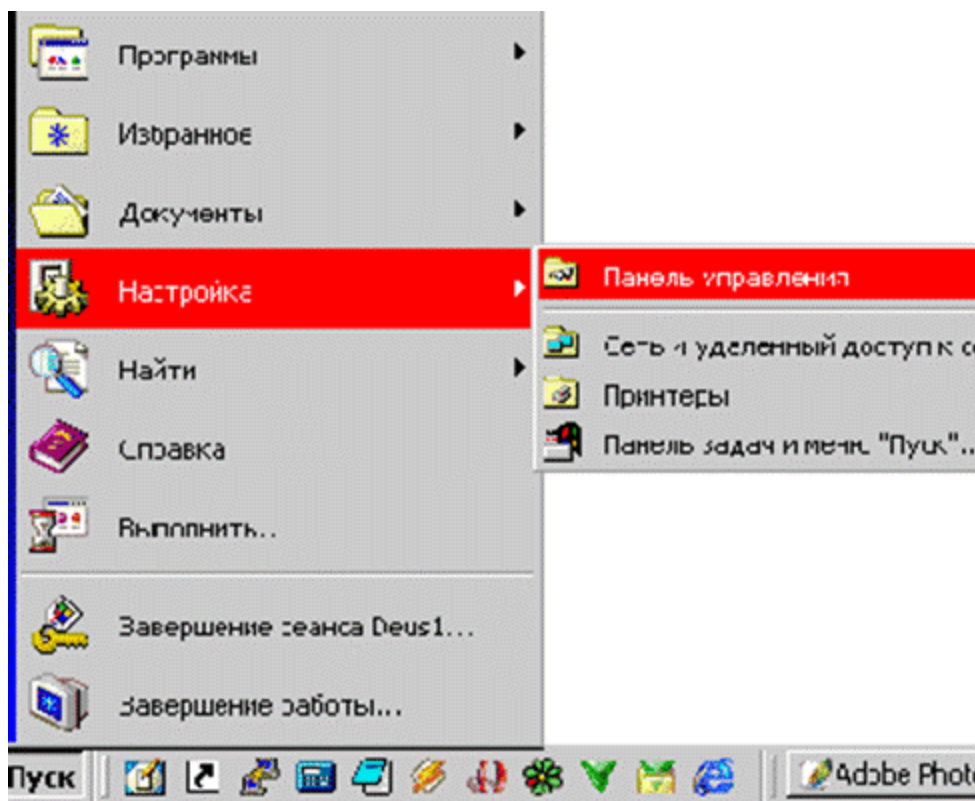 Программы
Избранное
Документы
Настройка
Найти
Справка
Выполнить...
Завершение сеанса Deus1...
Завершение работы...
Панель управления
Сеть и удаленный доступ к се
Принтеры
Панель задач и меню "Пуск"...
Пуск
Adobe Phot